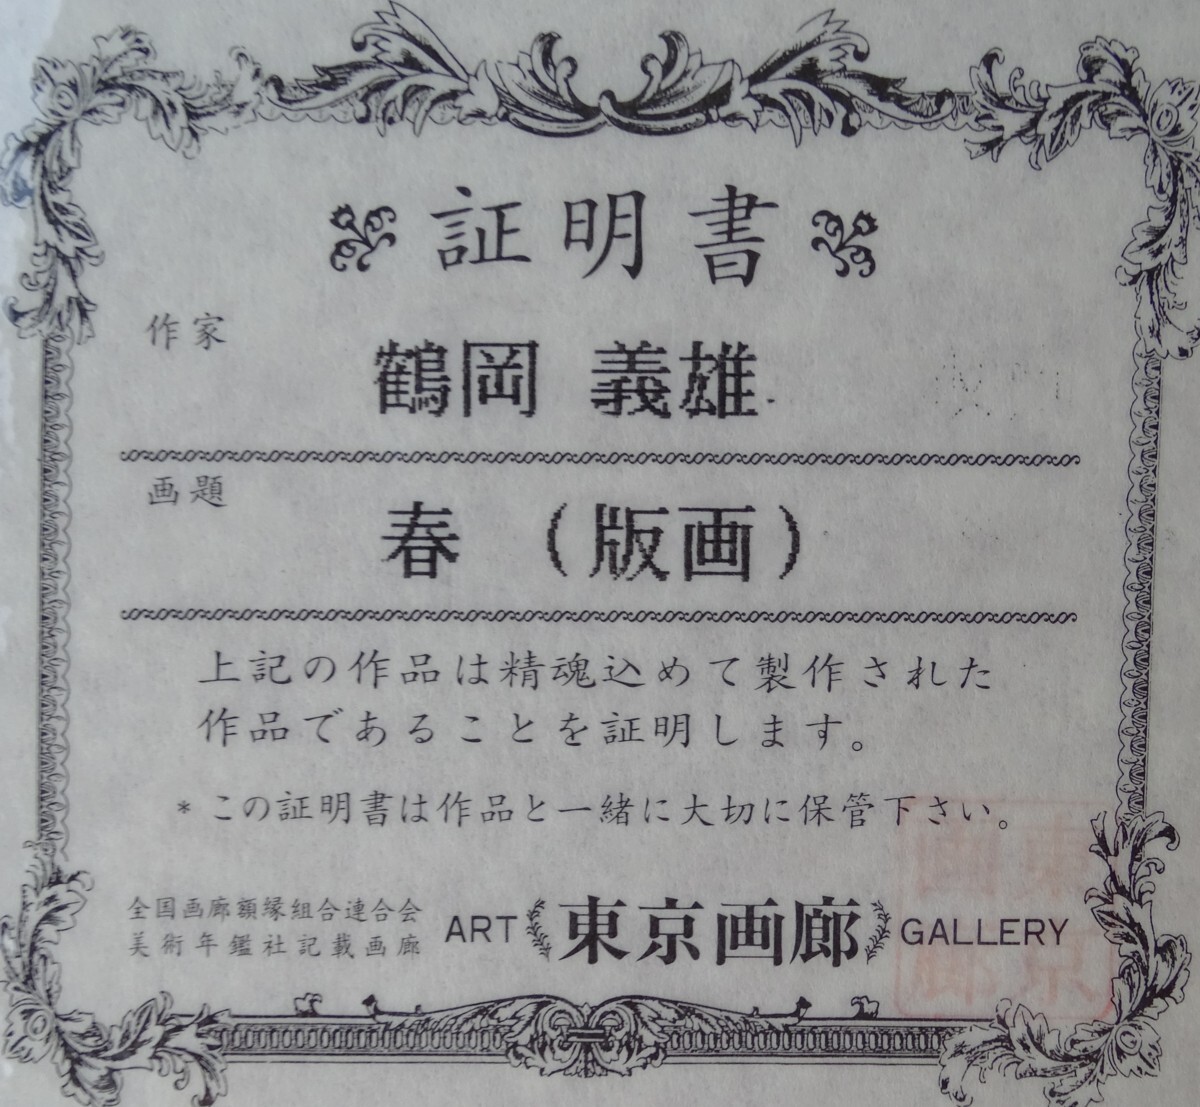 証明書
作家
鶴岡 義雄
画題
春 (版画)
上記の作品は精魂込めて製作された
作品であることを証明します。
* この証明書は作品と一緒に大切に保管下さい。
全国画廊額縁組合連合会
美術年鑑社記載画廊
ART 東京画廊 GALLERY
東京
画廊